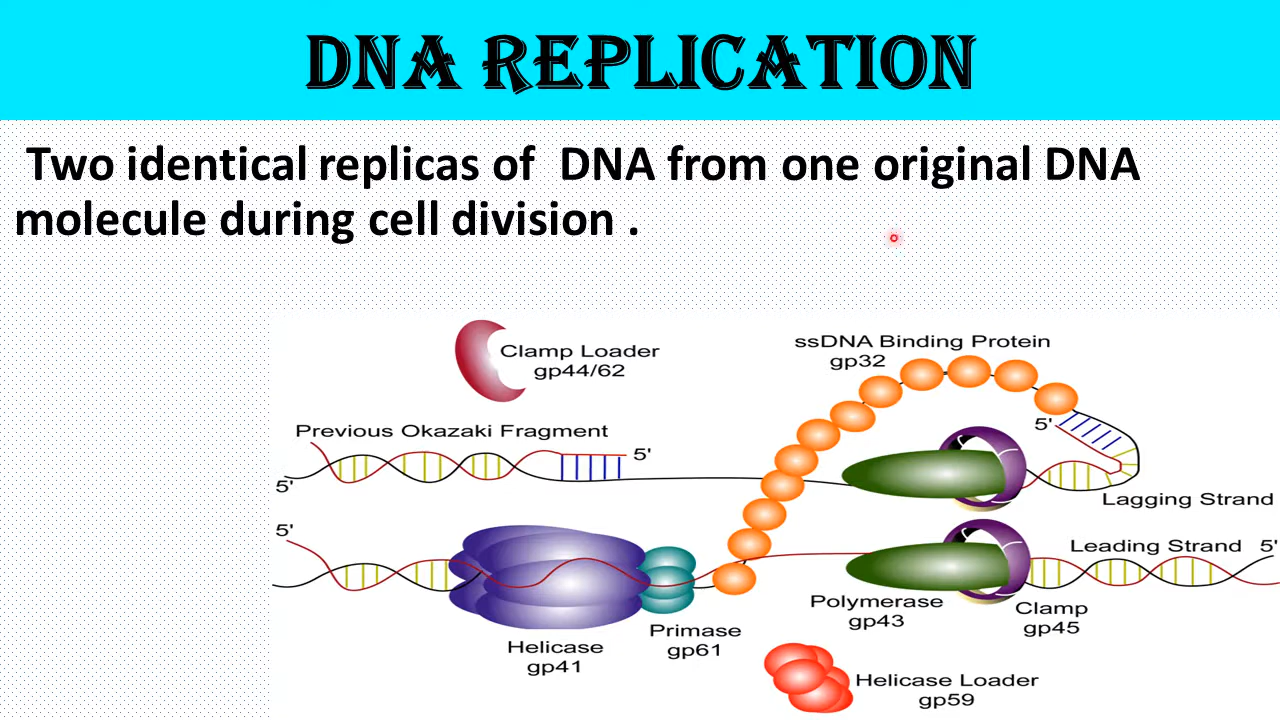 DNA REPLICATION
Two identical replicas of  DNA from one original DNA
molecule during cell division .
Clamp Loader
gp44/62
ssDNA Binding Protein
gp32
Previous Okazaki Fragment
5'
5'
5'
Lagging Strand
5'
Leading Strand
5'
Polymerase
gp43
Clamp
gp45
Primase
gp61
Helicase
gp41
Helicase Loader
gp59